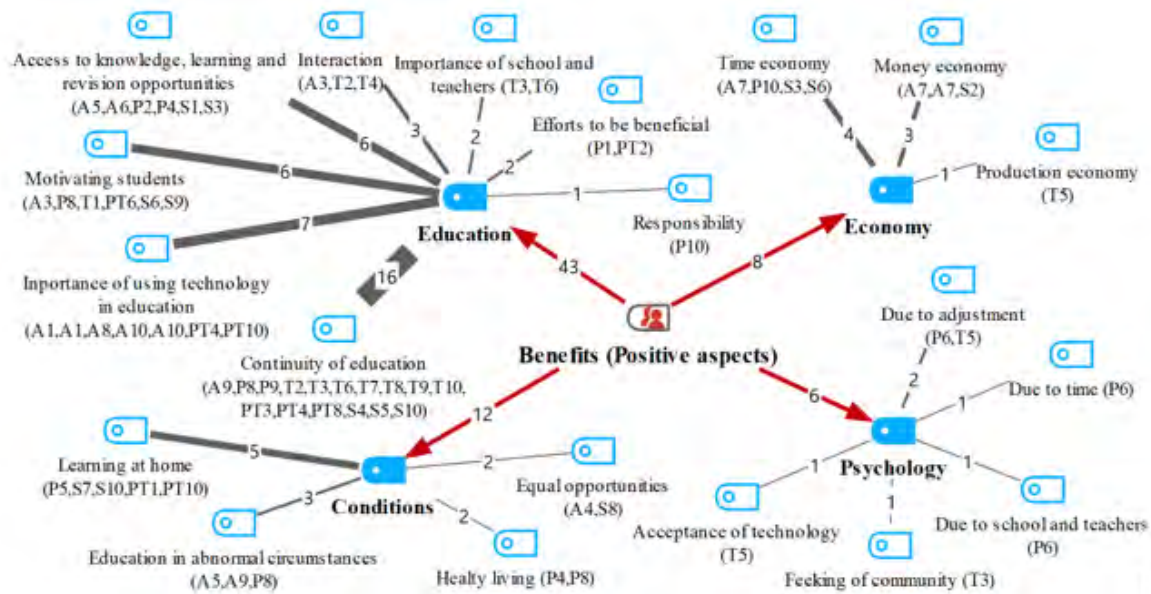 Access to knowledge, learning and
revision opportunities
(A5,A6,P2,P4,S1,S3)
Interaction
(A3,T2,T4)
Importance of school and
teachers (T3,T6)
Efforts to be beneficial
(P1,PT2)
Time economy
(A7,P10,S3,S6)
Money economy
(A7,A7,S2)
Production economy
(T5)
6
3
2
2
4
3
1
Motivating students
(A3,P8,T1,PT6,S6,S9)
6
1
Responsibility
(P10)
Education
Economy
7
Inportance of using technology
in education
(A1,A1,A8,A10,A10,PT4,PT10)
16
43
8
Benefits (Positive aspects)
Continuity of education
(A9,P8,P9,T2,T3,T6,T7,T8,T9,T10,
PT3,PT4,PT8,S4,S5,S10)
12
6
Due to adjustment
(P6,T5)
2
Due to time (P6)
1
Learning at home
(P5,S7,S10,PT1,PT10)
5
Conditions
2
Equal opportunities
(A4,S8)
3
Education in abnormal circumstances
(A5,A9,P8)
2
Healty living (P4,P8)
Psychology
1
Acceptance of technology
(T5)
1
Feeking of community (T3)
1
Due to school and teachers
(P6)